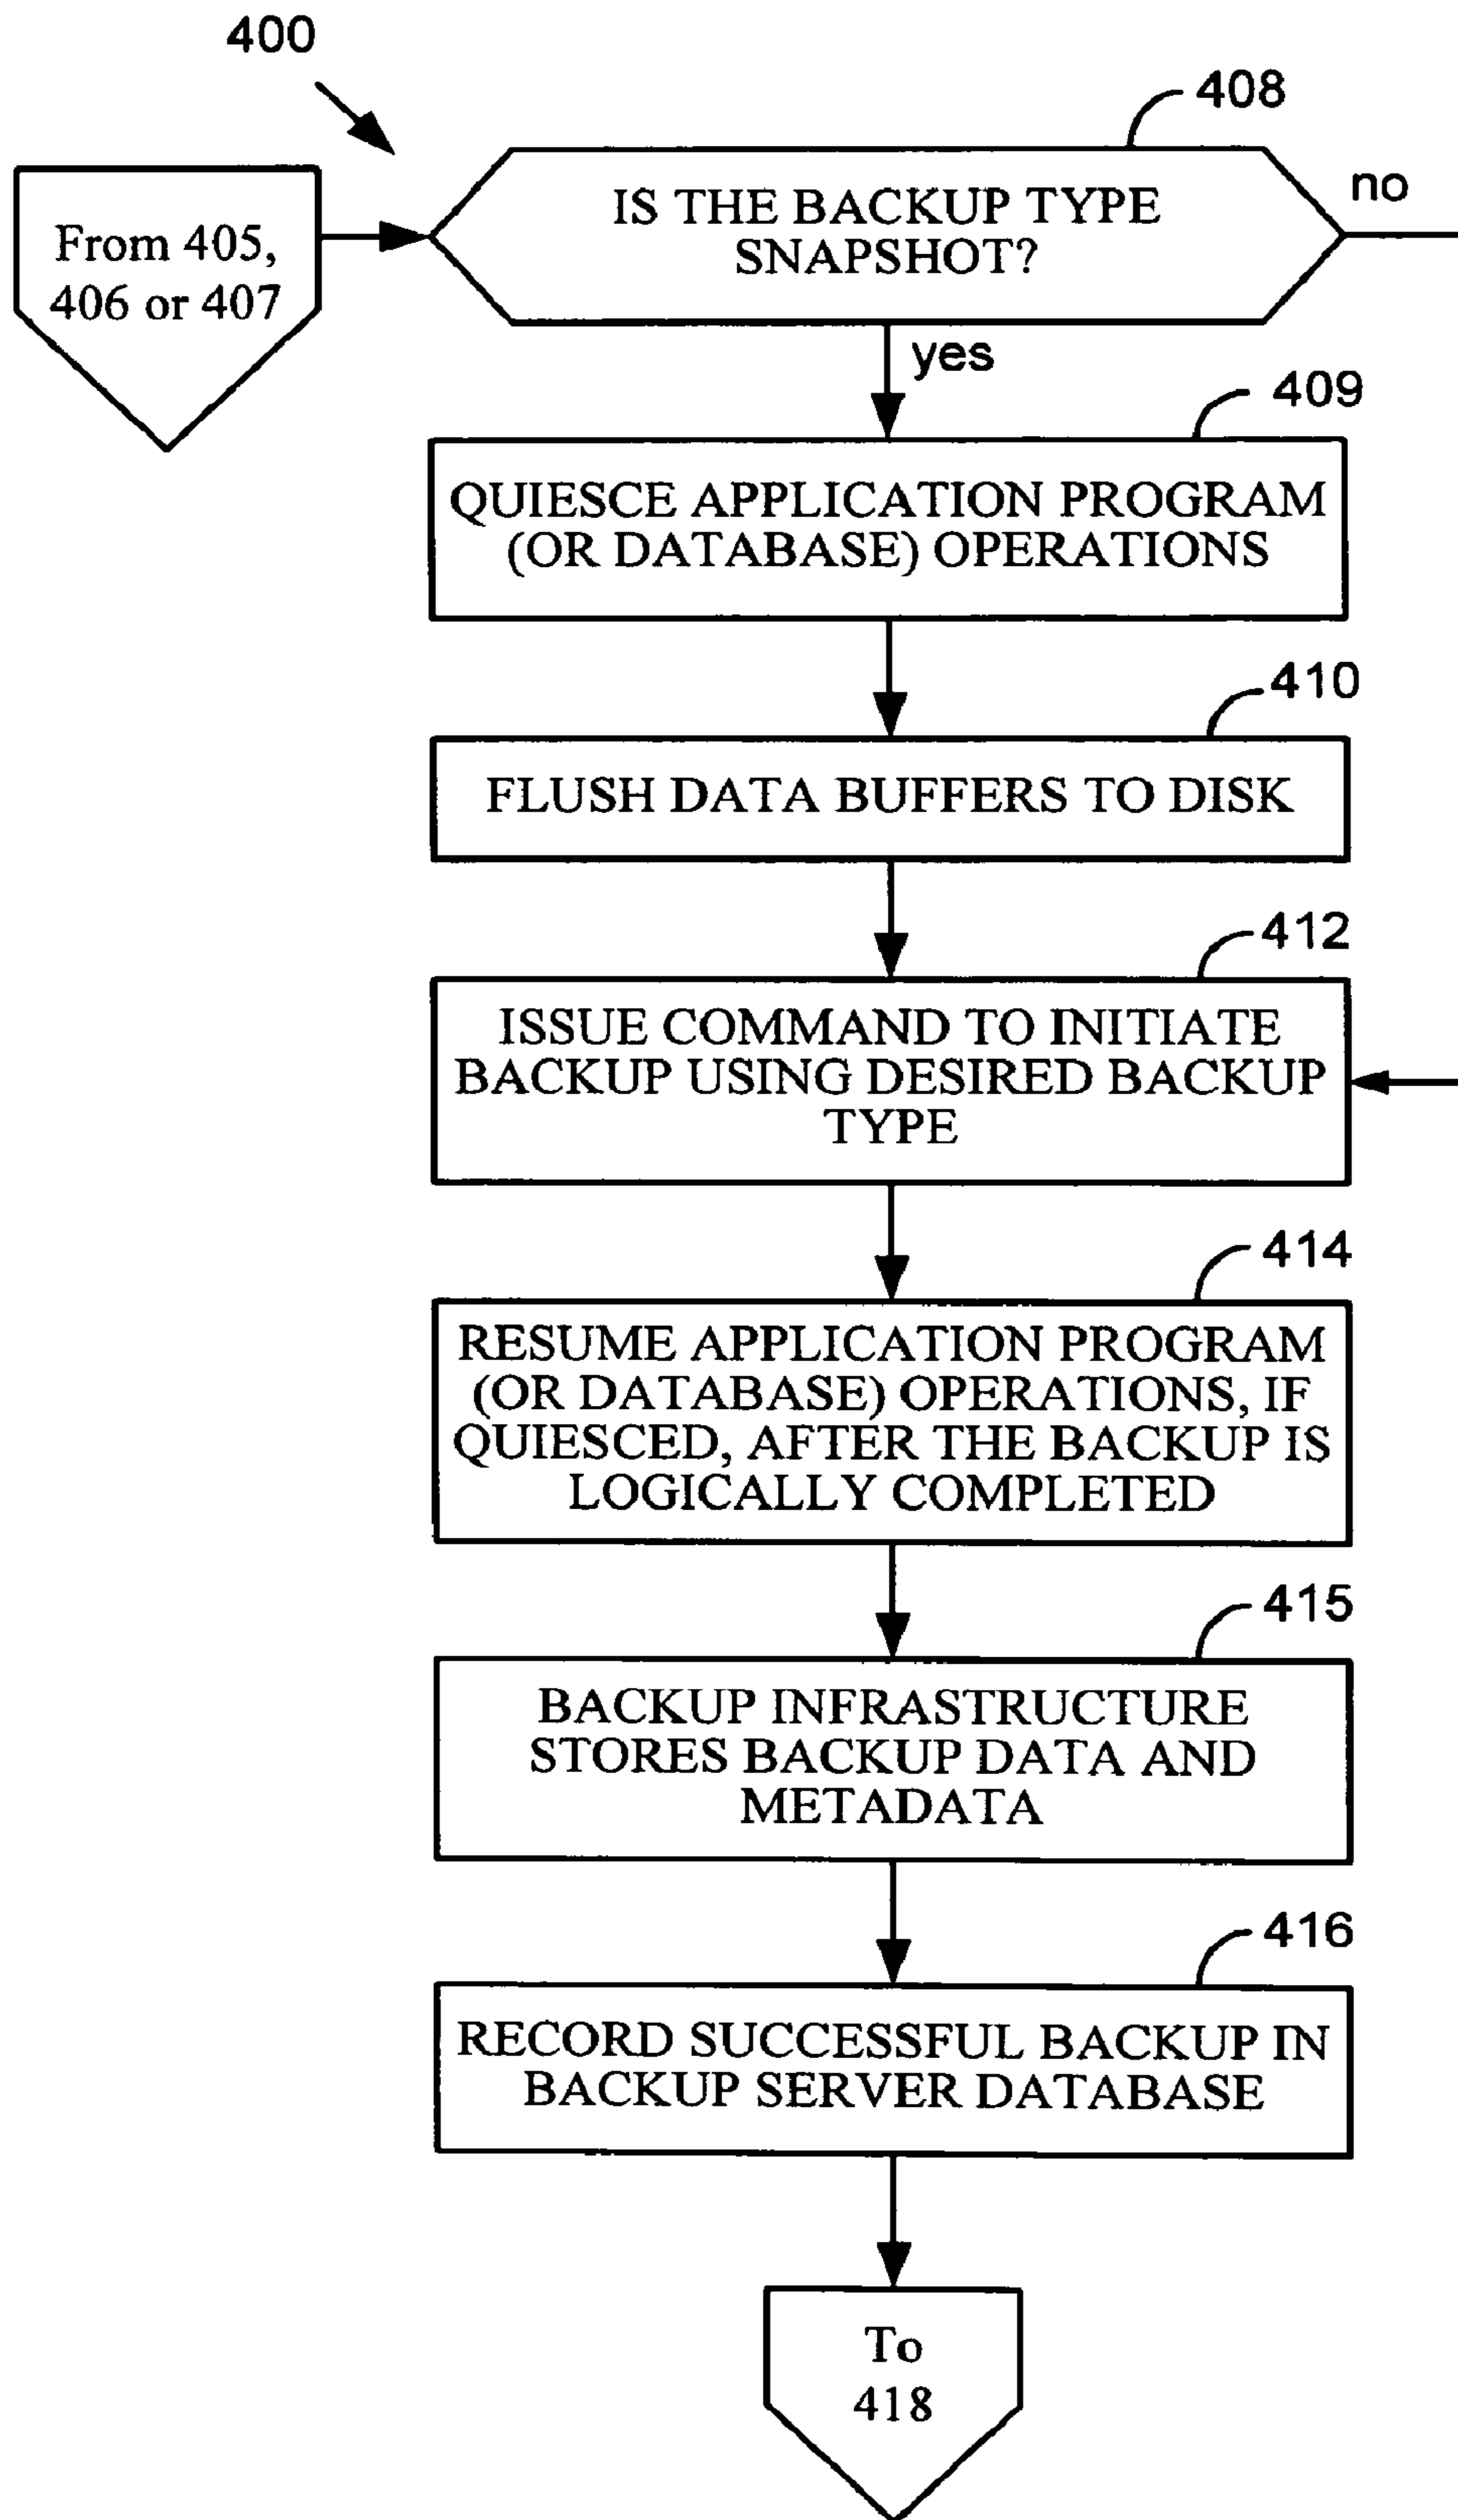 400
408
IS THE BACKUP TYPE
SNAPSHOT?
no
From 405,
406 or 407
yes
409
QUIESCE APPLICATION PROGRAM
(OR DATABASE) OPERATIONS
410
FLUSH DATA BUFFERS TO DISK
412
ISSUE COMMAND TO INITIATE
BACKUP USING DESIRED BACKUP
TYPE
414
RESUME APPLICATION PROGRAM
(OR DATABASE) OPERATIONS, IF
QUIESCED, AFTER THE BACKUP IS
LOGICALLY COMPLETED
415
BACKUP INFRASTRUCTURE
STORES BACKUP DATA AND
METADATA
416
RECORD SUCCESSFUL BACKUP IN
BACKUP SERVER DATABASE
To
418